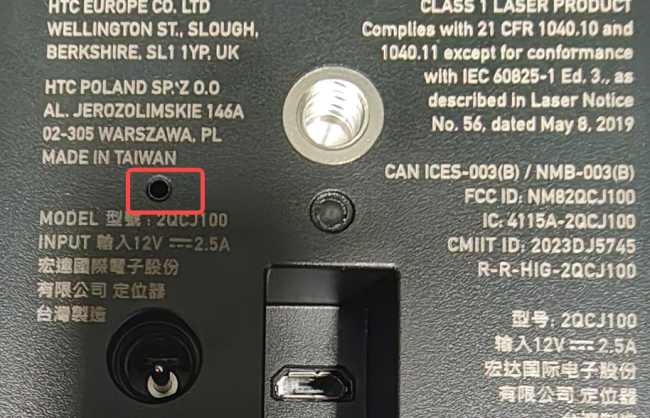 HTC EUROPE CO, LTD
WELLINGTON ST., SLOUGH,
BERKSHIRE, SL1 1YP, UK
HTC POLAND SP. Z O.O
AL. JEROZOLIMSKIE 146A
02-305 WARSZAWA, PL
MADE IN TAIWAN
MODEL 型號 : 2QCJ100
INPUT 輸入12V ⎓ 2.5A
宏達國際電子股份
有限公司 定位器
台灣製造
CLASS 1 LASER PRODUCT
Complies with 21 CFR 1040.10 and
1040.11 except for conformance
with IEC 60825-1 Ed, 3., as
described in Laser Notice
No. 56, dated May 8, 2019
CAN ICES-003(B) / NMB-003(B)
FCC ID: NM82QCJ100
IC: 4115A-2QCJ100
CMIIT ID: 2023DJ5745
R-R-HIG-2QCJ100
型号: 2QCJ100
输入12V ⎓ 2.5A
宏达国际电子股份
有限公司 定位器